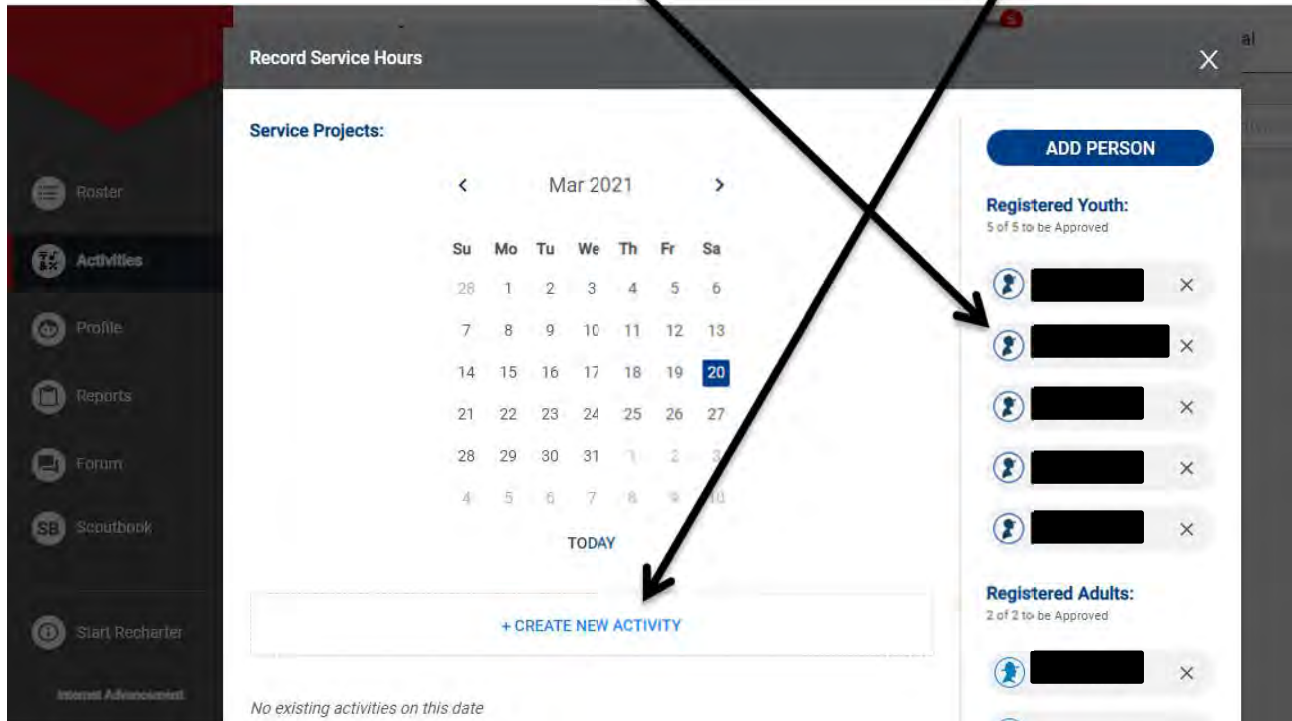 5
al
Record Service Hours
X
Service Projects:
ADD PERSON
< Mar 2021 >
Roster
Registered Youth:
5 of 5 to be Approved
Su Mo Tu We Th Fr Sa
Activities
28 1 2 3 4 5 6
Profile
7 8 9 10 11 12 13
14 15 16 17 18 19 20
Reports
21 22 23 24 25 26 27
Forum
28 29 30 31 1 2 3
4 5 6 7 8 9 10
SB Scoutbook
TODAY
Registered Adults:
2 of 2 to be Approved
+ CREATE NEW ACTIVITY
Start Recharter
Internet Advancement
No existing activities on this date